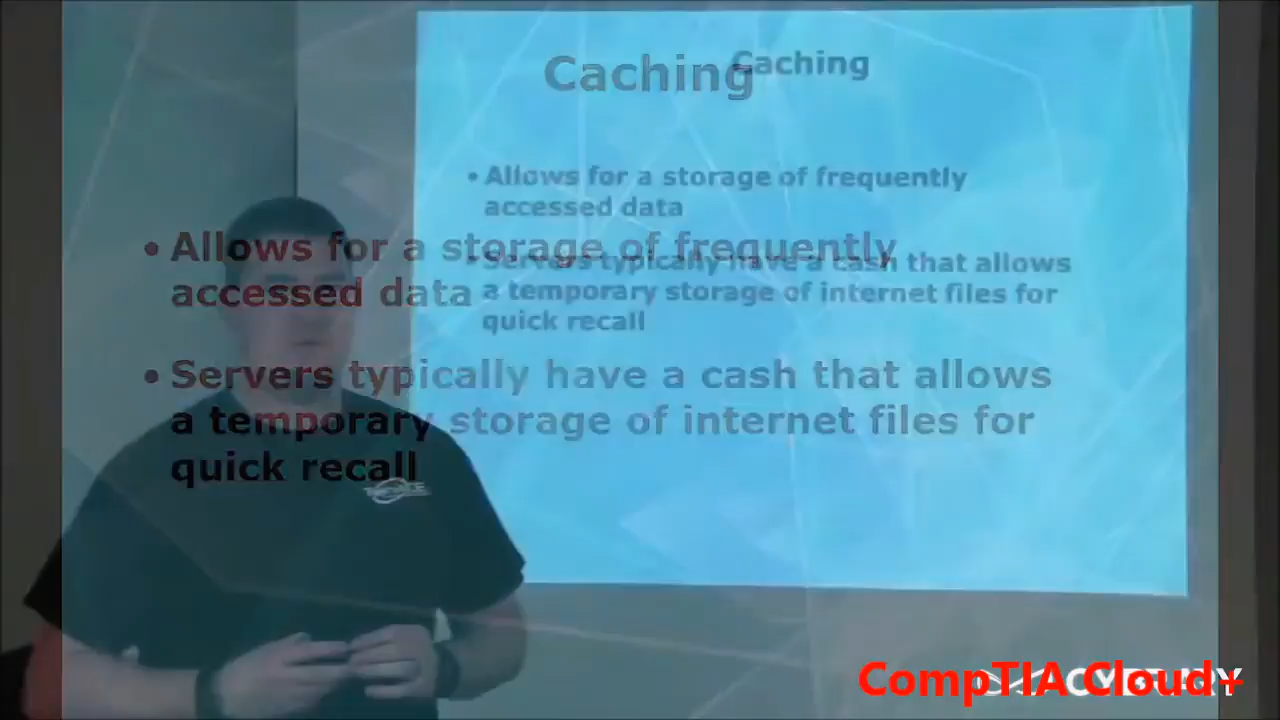 Caching
Caching
• Allows for a storage of frequently
accessed data
• Servers typically have a cash that allows
a temporary storage of internet files for
quick recall
• Allows for a storage of frequently
accessed data
• Servers typically have a cash that allows
a temporary storage of internet files for
quick recall
CompTIA Cloud+
CYBRARY